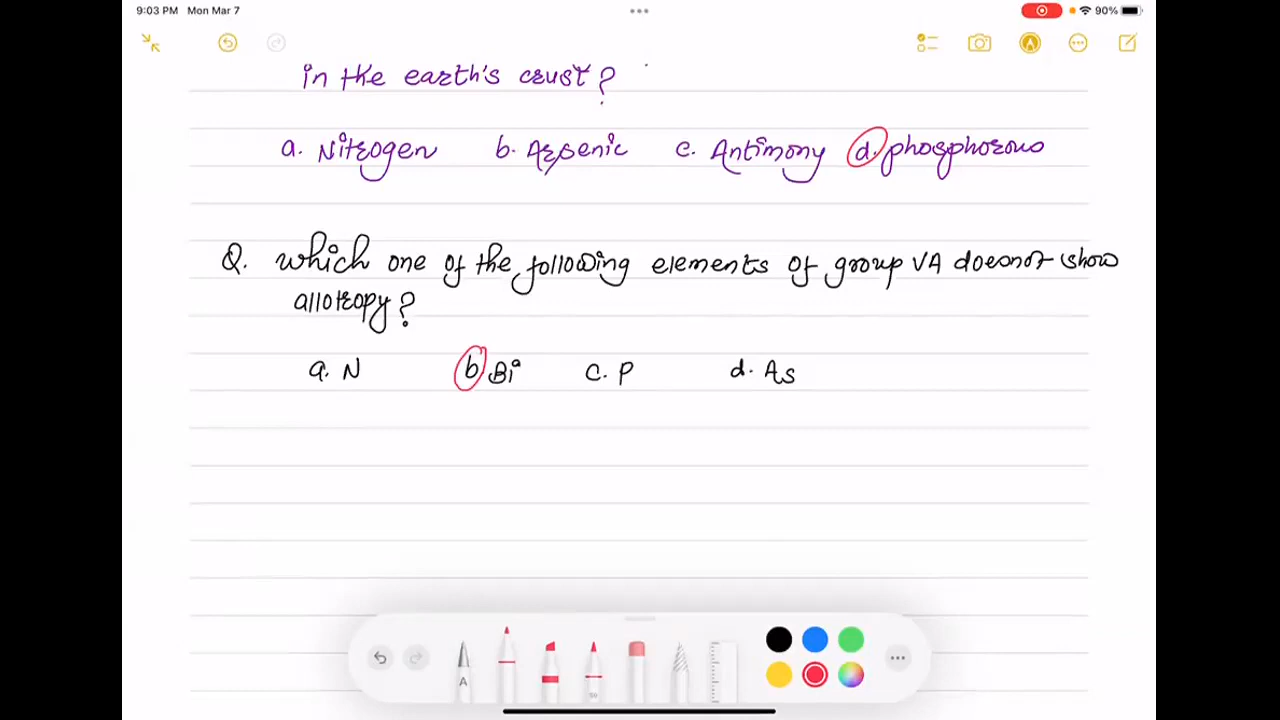 9:03 PM Mon Mar 7
90%
in the earth's crust?
a. Nitrogen b. Arsenic c. Antimony d. phosphorous
Q. which one of the following elements of group VA doesnot show
allotropy?
a. N b Bi c. P d. As
A
50